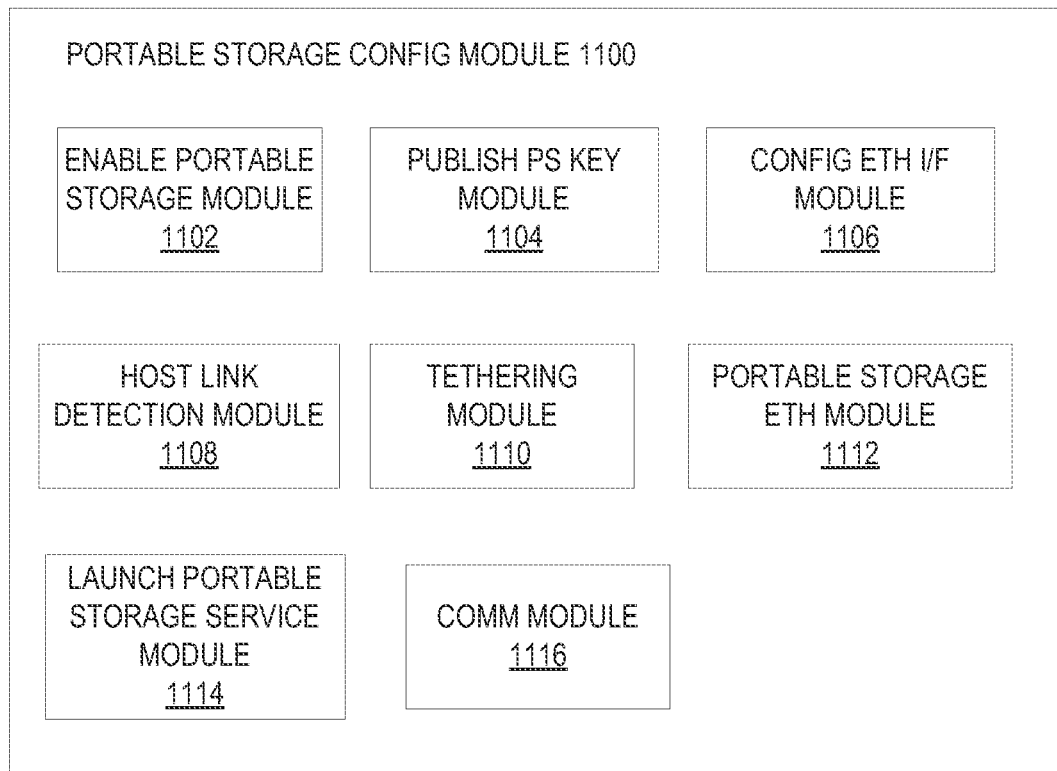 PORTABLE STORAGE CONFIG MODULE 1100
ENABLE PORTABLE
STORAGE MODULE
1102
PUBLISH PS KEY
MODULE
1104
CONFIG ETH I/F
MODULE
1106
HOST LINK
DETECTION MODULE
1108
TETHERING
MODULE
1110
PORTABLE STORAGE
ETH MODULE
1112
LAUNCH PORTABLE
STORAGE SERVICE
MODULE
1114
COMM MODULE
1116